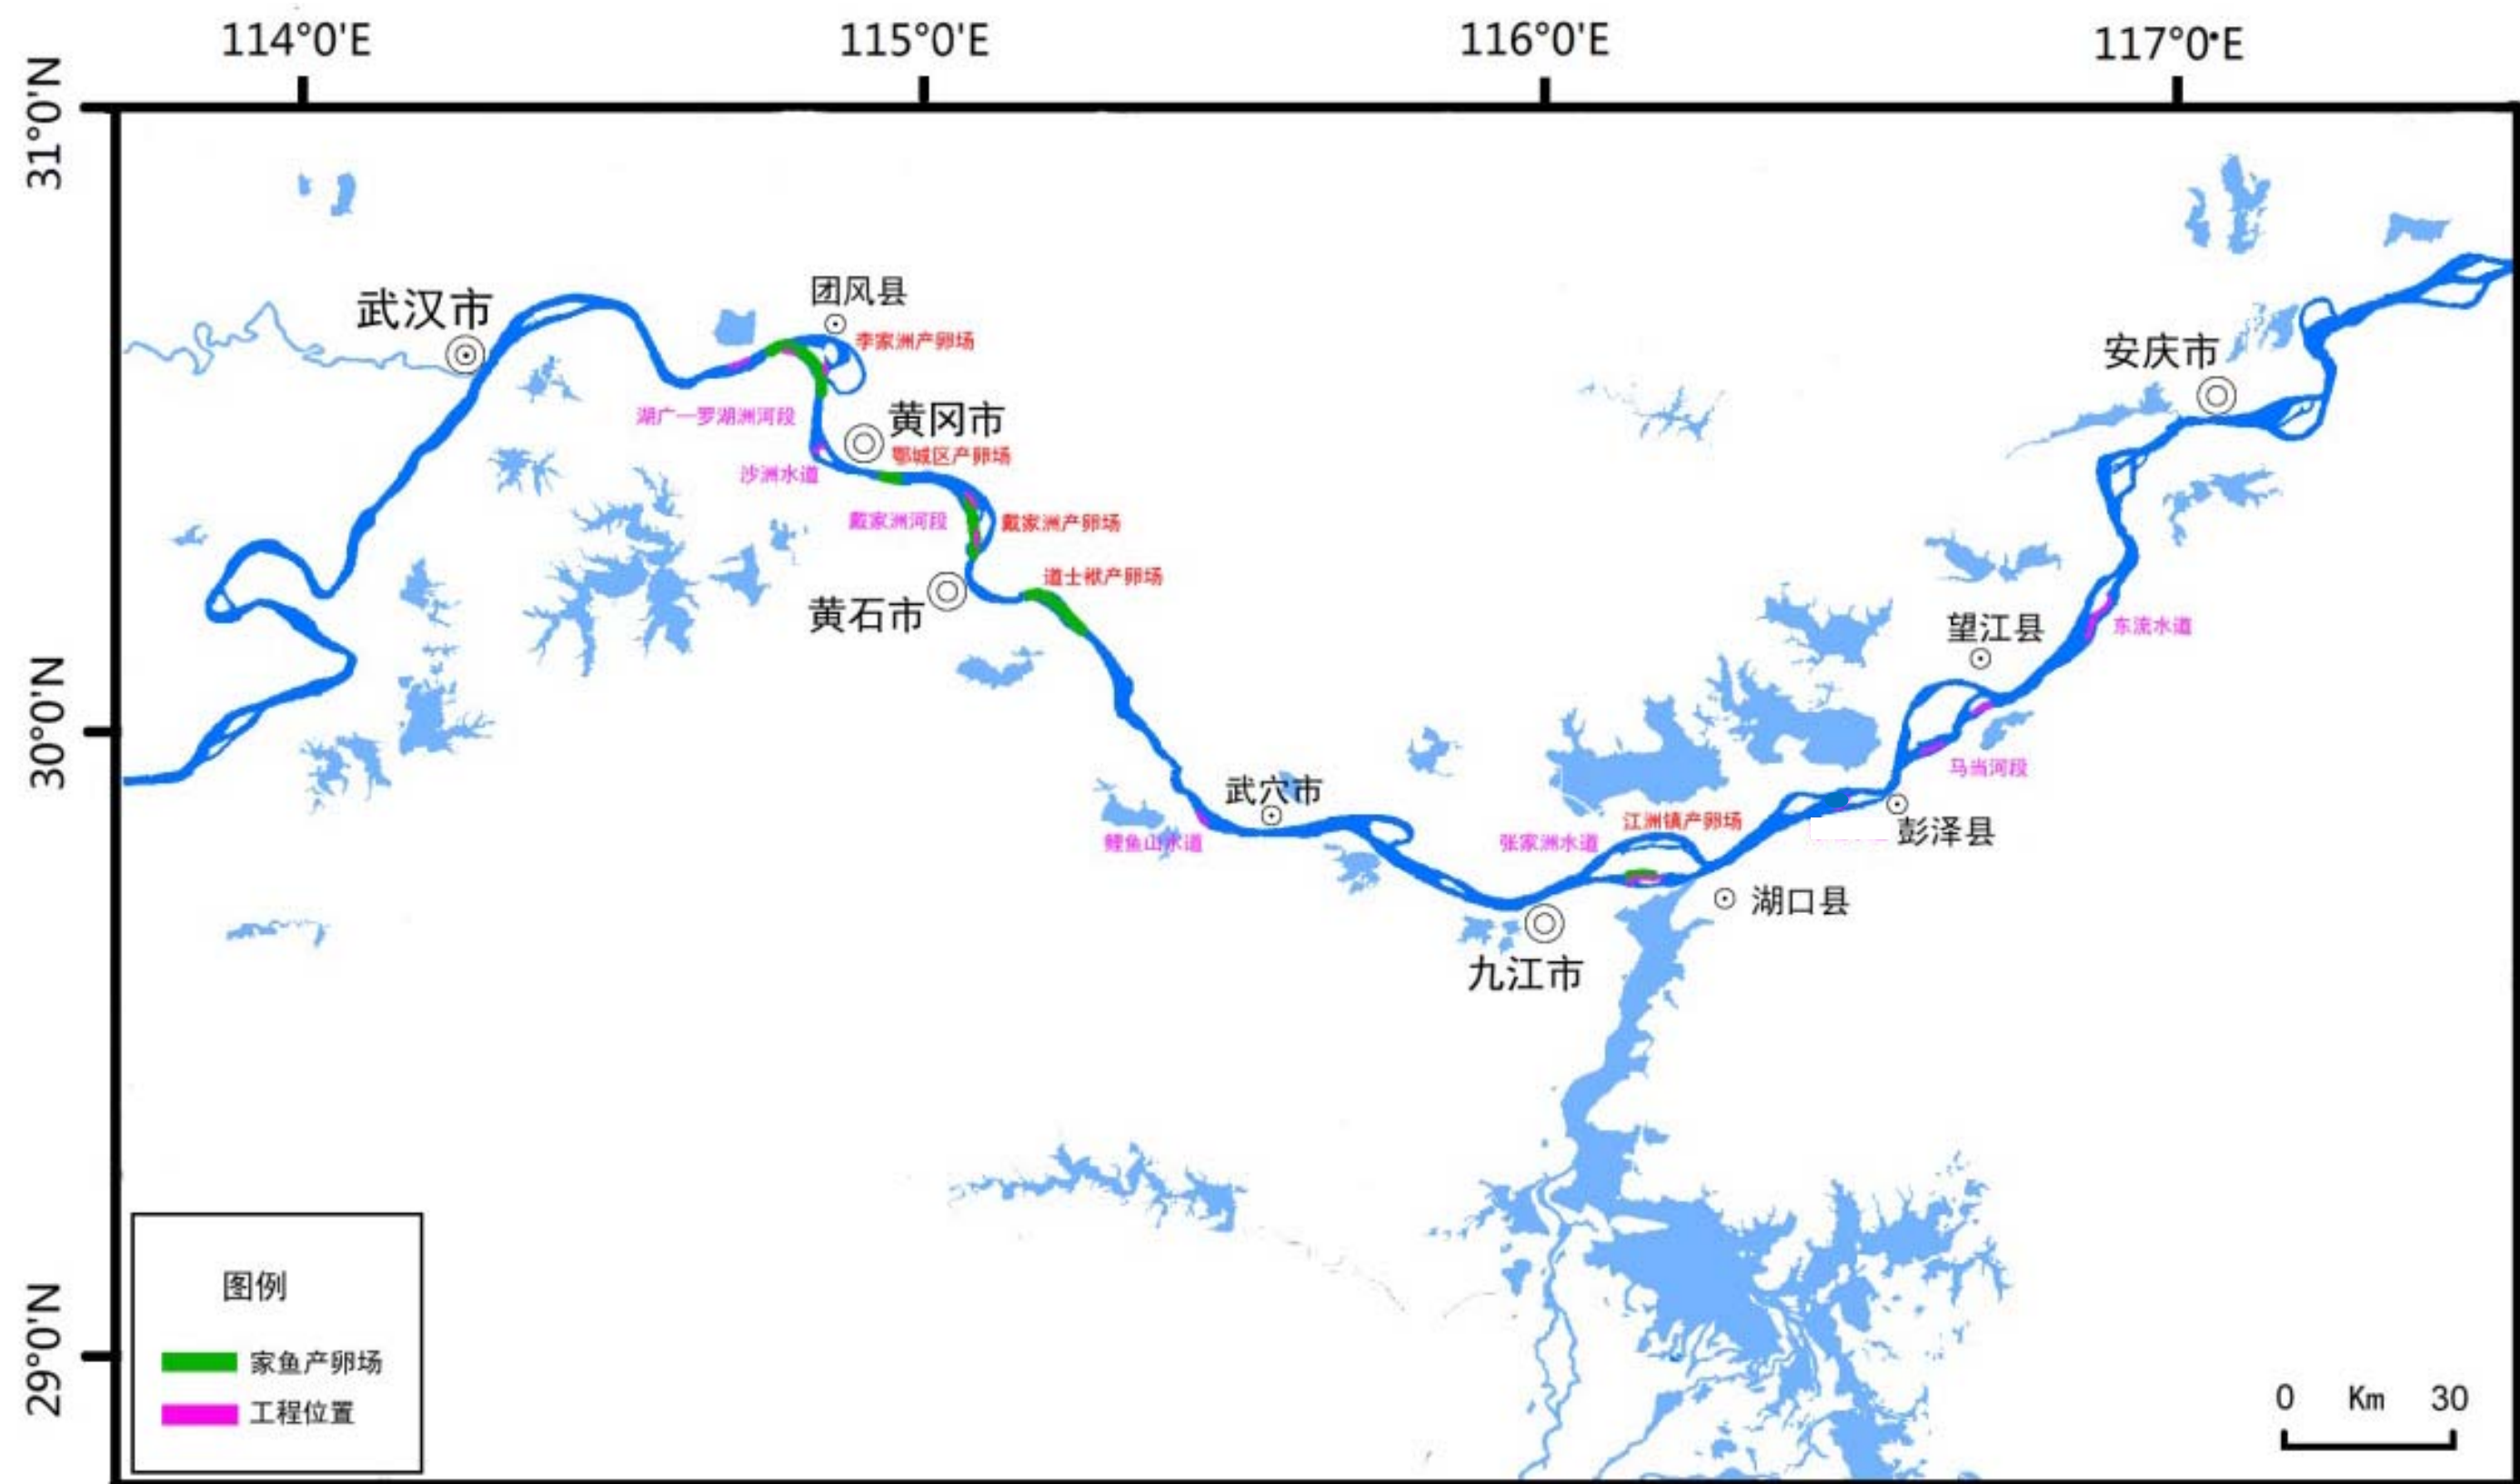 114°0'E
115°0'E
116°0'E
117°0'E
31°0'N
30°0'N
29°0'N
团风县
武汉市
李家洲产卵场
安庆市
湖广—罗湖洲河段
黄冈市
鄂城区产卵场
沙洲水道
戴家洲河段
戴家洲产卵场
道士袱产卵场
黄石市
望江县
东流水道
马当河段
武穴市
江洲镇产卵场
鲤鱼山水道
张家洲水道
彭泽县
湖口县
九江市
图例
家鱼产卵场
工程位置
0 Km 30